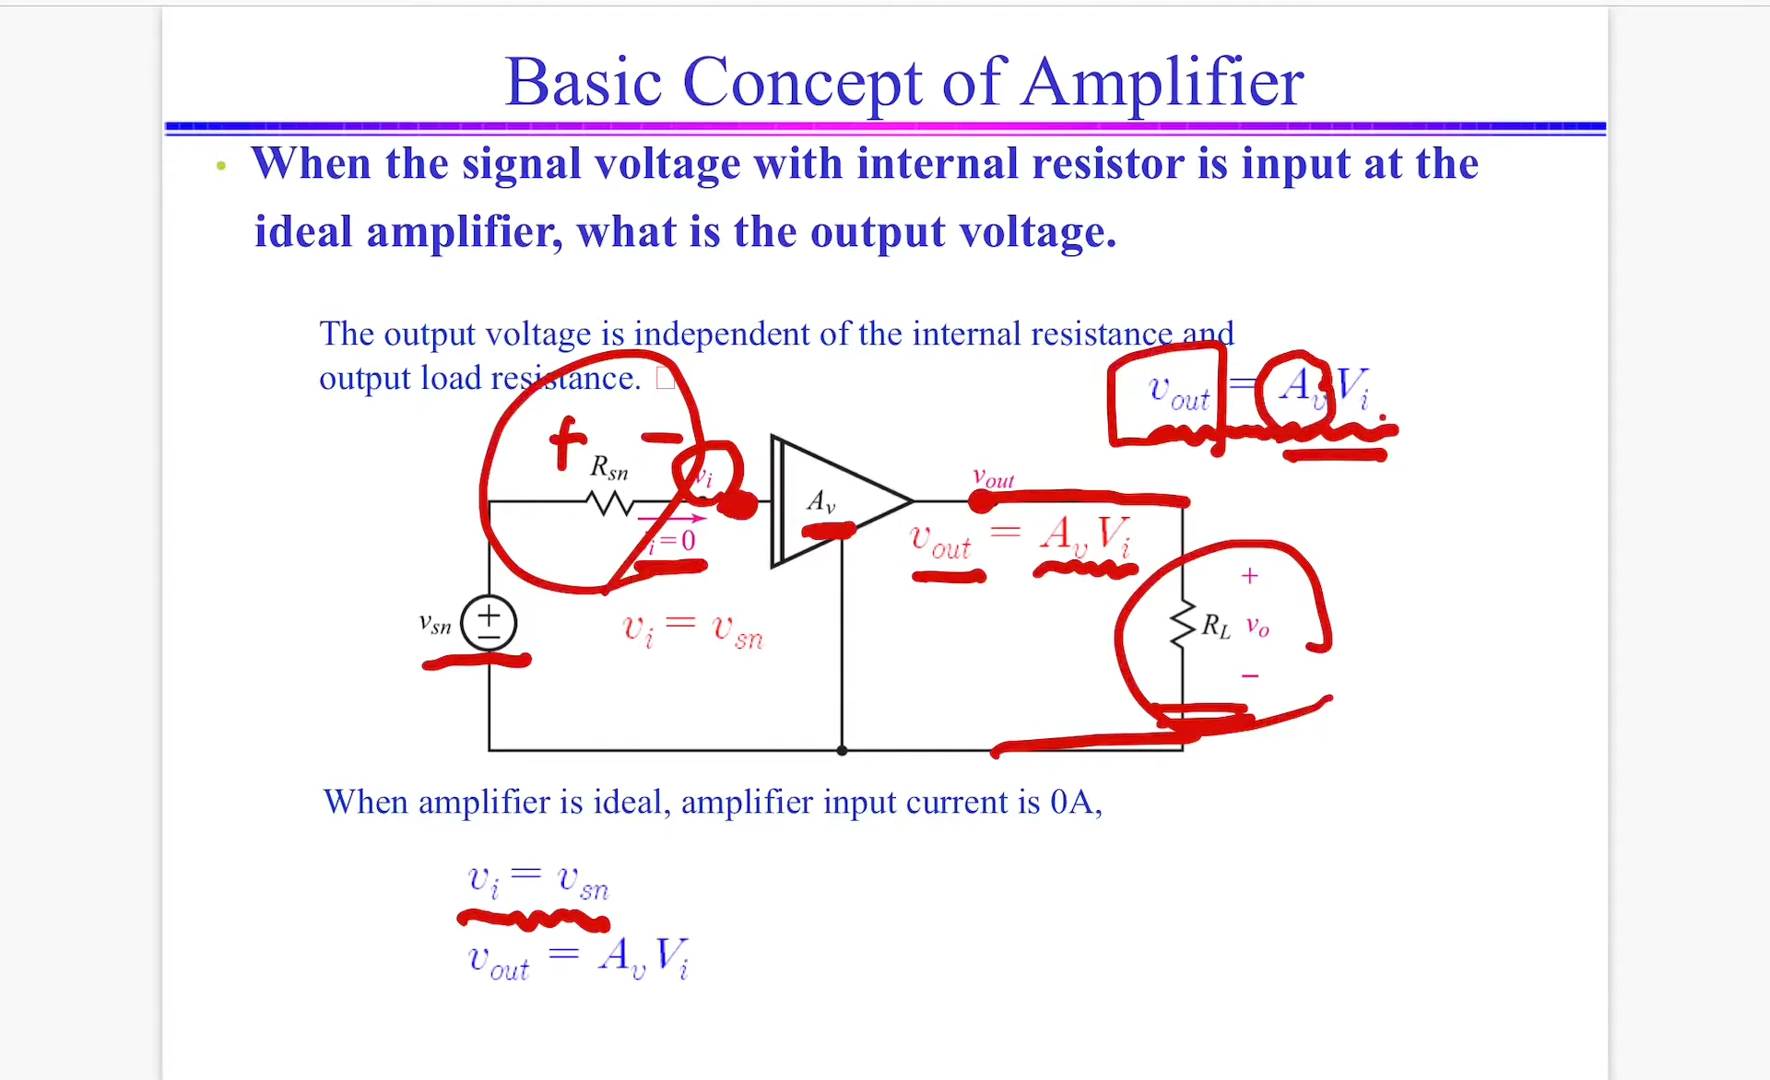 Basic Concept of Amplifier
• When the signal voltage with internal resistor is input at the
ideal amplifier, what is the output voltage.
The output voltage is independent of the internal resistance and
output load resistance.
v_out = A_v V_i
+ −
R_sn
v_i
A_v
v_out
i=0
v_out = A_v V_i
v_sn
+
−
v_i = v_sn
+
R_L v_o
−
When amplifier is ideal, amplifier input current is 0A,
v_i = v_sn
v_out = A_v V_i